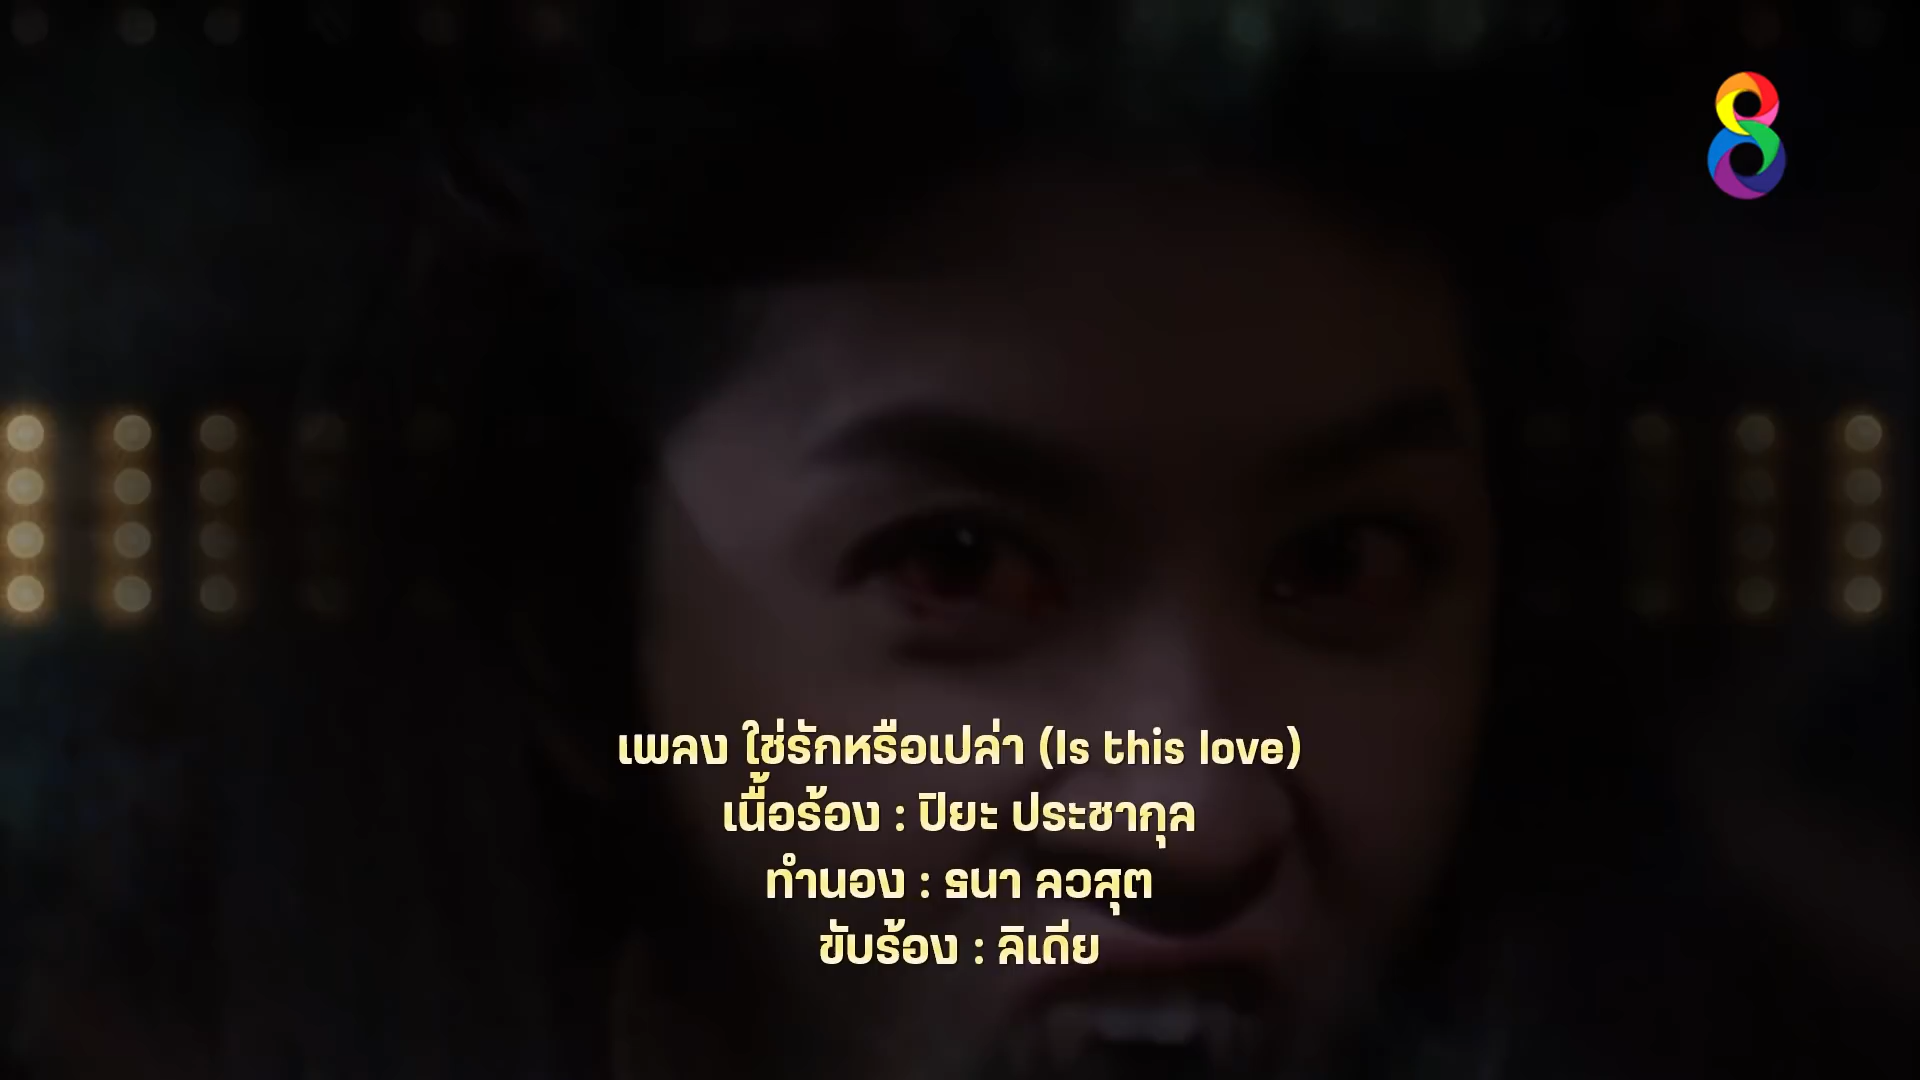 เพลง ใช่รักหรือเปล่า (Is this love)
เนื้อร้อง : ปิยะ ประชากุล
ทำนอง : ธนา ลวสุต
ขับร้อง : ลิเดีย
8